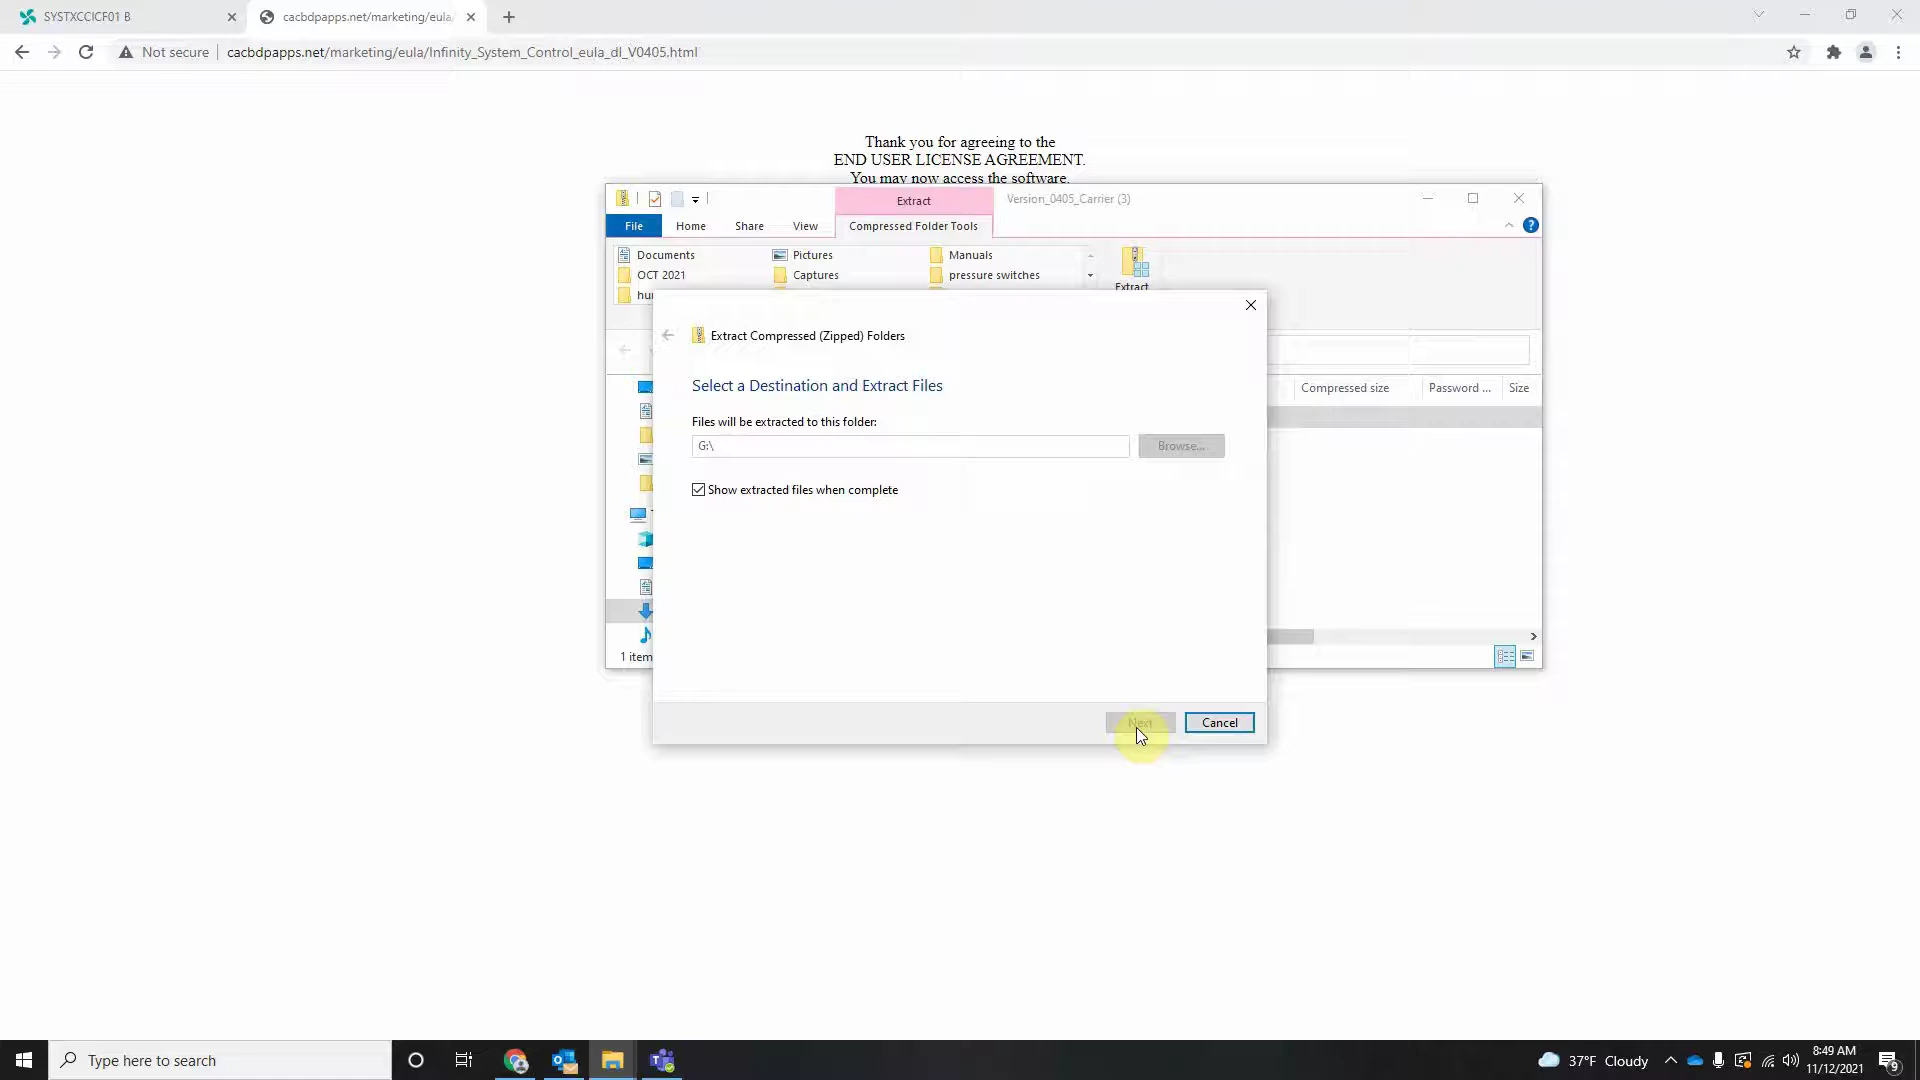 SYSTXCCICF01 B
cacbdpapps.net/marketing/eula/
Not secure
cacbdpapps.net/marketing/eula/Infinity_System_Control_eula_dl_V0405.html
Thank you for agreeing to the
END USER LICENSE AGREEMENT.
You may now access the software.
Extract
Version_0405_Carrier (3)
File
Home
Share
View
Compressed Folder Tools
Documents
Pictures
Manuals
OCT 2021
Captures
pressure switches
Extract
Extract Compressed (Zipped) Folders
Select a Destination and Extract Files
Compressed size
Password ...
Size
Files will be extracted to this folder:
G:\
Browse...
Show extracted files when complete
1 item
Next
Cancel
Type here to search
37°F Cloudy
8:49 AM
11/12/2021
9